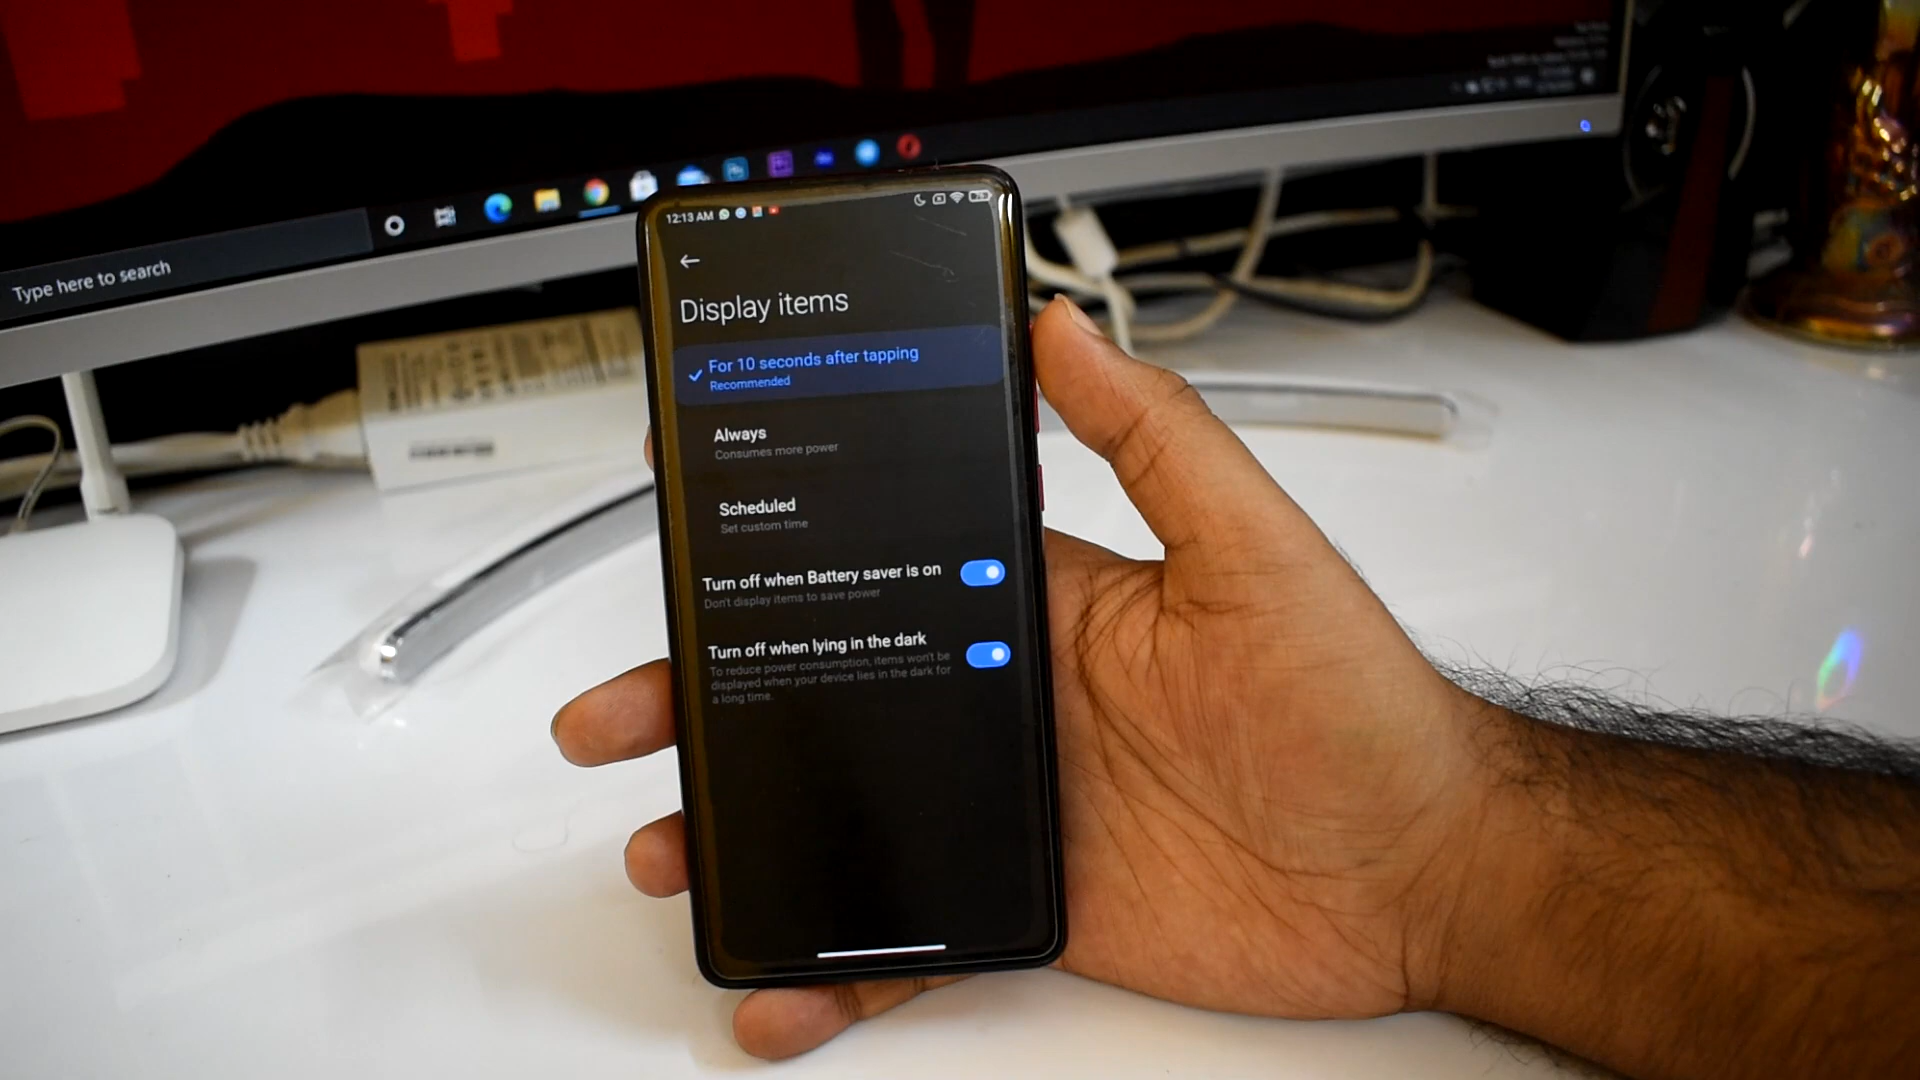 Type here to search
12:13 AM
Display items
For 10 seconds after tapping
Recommended
Always
Consumes more power
Scheduled
Set custom time
Turn off when Battery saver is on
Don't display items to save power
Turn off when lying in the dark
To reduce power consumption, items won't be
displayed when your device lies in the dark for
a long time.